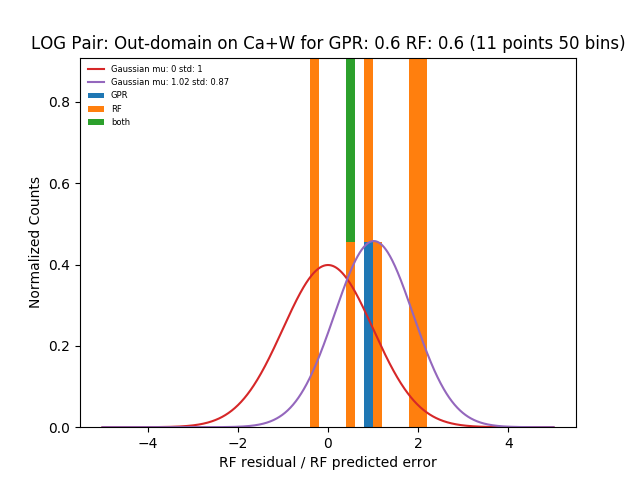 LOG Pair: Out-domain on Ca+W for GPR: 0.6 RF: 0.6 (11 points 50 bins)
Gaussian mu: 0 std: 1
Gaussian mu: 1.02 std: 0.87
GPR
RF
both
Normalized Counts
0.8
0.6
0.4
0.2
0.0
−4 −2 0 2 4
RF residual / RF predicted error